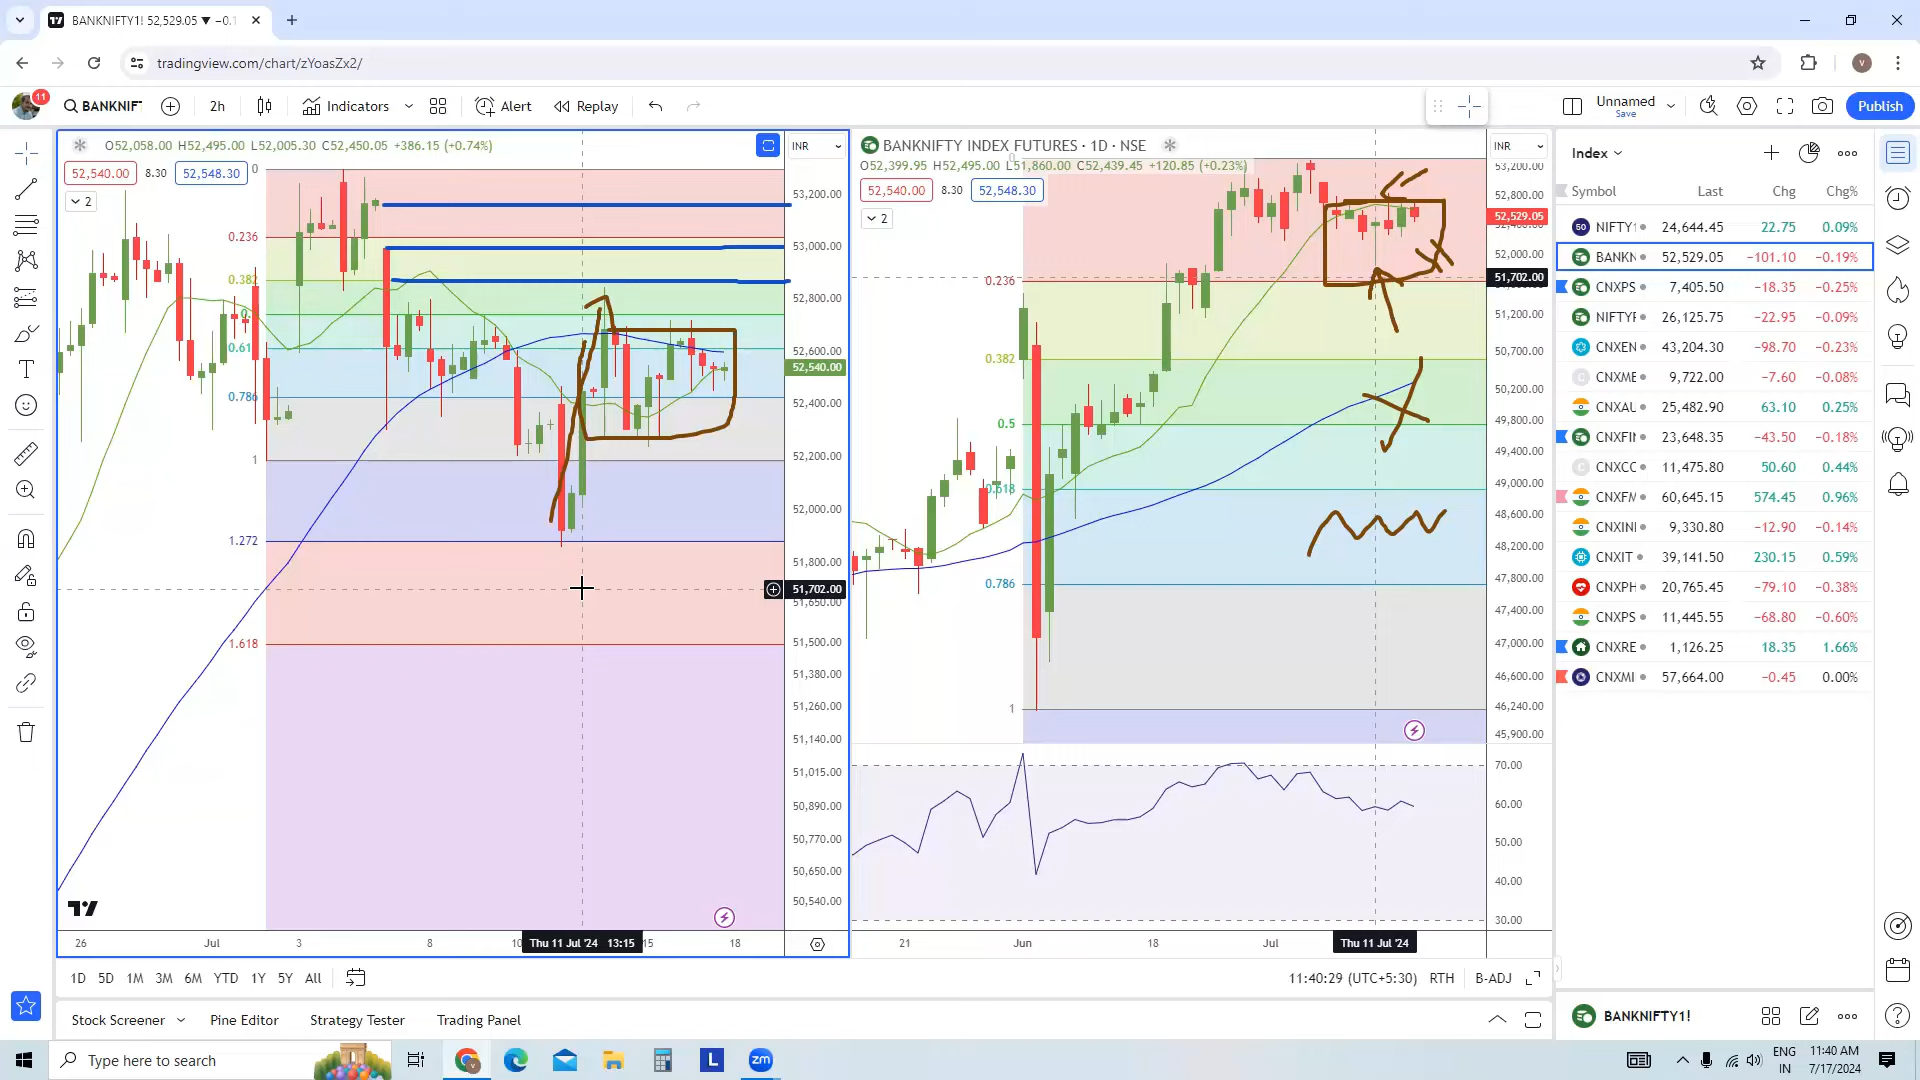 BANKNIFTY1! 52,529.05 ▼ −0.1
tradingview.com/chart/zYoasZx2/
11
BANKNIF
2h
Indicators
Alert
Replay
Unnamed
Save
Publish
O52,058.00 H52,495.00 L52,005.30 C52,450.05 +386.15 (+0.74%)
INR
52,540.00 8.30 52,548.30
2
0
0.236
0.382
0.786
1
1.272
1.618
53,200.00
53,000.00
52,800.00
52,600.00
52,540.00
52,400.00
52,200.00
52,000.00
51,800.00
51,702.00
51,650.00
51,500.00
51,380.00
51,260.00
51,140.00
51,015.00
50,890.00
50,770.00
50,650.00
50,540.00
26 Jul 3 8 Thu 11 Jul '24 13:15 15 18
BANKNIFTY INDEX FUTURES · 1D · NSE
O52,399.95 H52,495.00 L51,860.00 C52,439.45 +120.85 (+0.23%)
INR
52,540.00 8.30 52,548.30
2
0.236
0.382
0.5
0.618
0.786
1
53,200.00
52,800.00
52,529.05
52,400.00
52,000.00
51,702.00
51,200.00
50,700.00
50,200.00
49,800.00
49,400.00
49,000.00
48,600.00
48,200.00
47,800.00
47,400.00
47,000.00
46,600.00
46,240.00
45,900.00
70.00
60.00
50.00
40.00
30.00
21 Jun 18 Jul Thu 11 Jul '24
1D 5D 1M 3M 6M YTD 1Y 5Y All
11:40:29 (UTC+5:30) RTH B-ADJ
Stock Screener Pine Editor Strategy Tester Trading Panel
Index
Symbol Last Chg Chg%
50 NIFTY 24,644.45 22.75 0.09%
BANKN 52,529.05 −101.10 −0.19%
CNXPS 7,405.50 −18.35 −0.25%
NIFTYF 26,125.75 −22.95 −0.09%
CNXEN 43,204.30 −98.70 −0.23%
CNXME 9,722.00 −7.60 −0.08%
CNXAU 25,482.90 63.10 0.25%
CNXFIN 23,648.35 −43.50 −0.18%
CNXCC 11,475.80 50.60 0.44%
CNXFM 60,645.15 574.45 0.96%
CNXINI 9,330.80 −12.90 −0.14%
CNXIT 39,141.50 230.15 0.59%
CNXPH 20,765.45 −79.10 −0.38%
CNXPS 11,445.55 −68.80 −0.60%
CNXRE 1,126.25 18.35 1.66%
CNXMI 57,664.00 −0.45 0.00%
BANKNIFTY1!
Type here to search
L
zm
ENG
IN
11:40 AM
7/17/2024